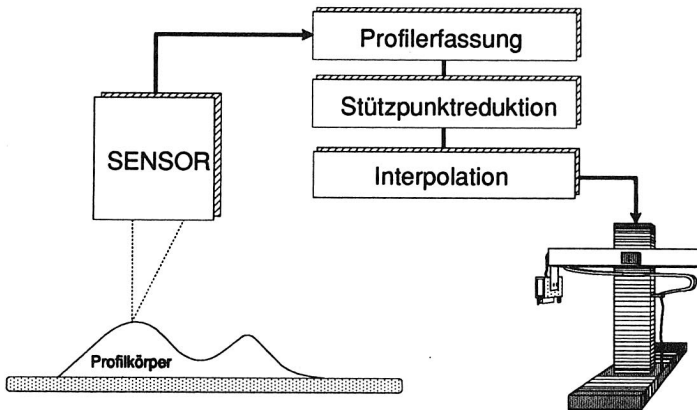 Profilerfassung
Stützpunktreduktion
SENSOR
Interpolation
Profilkörper